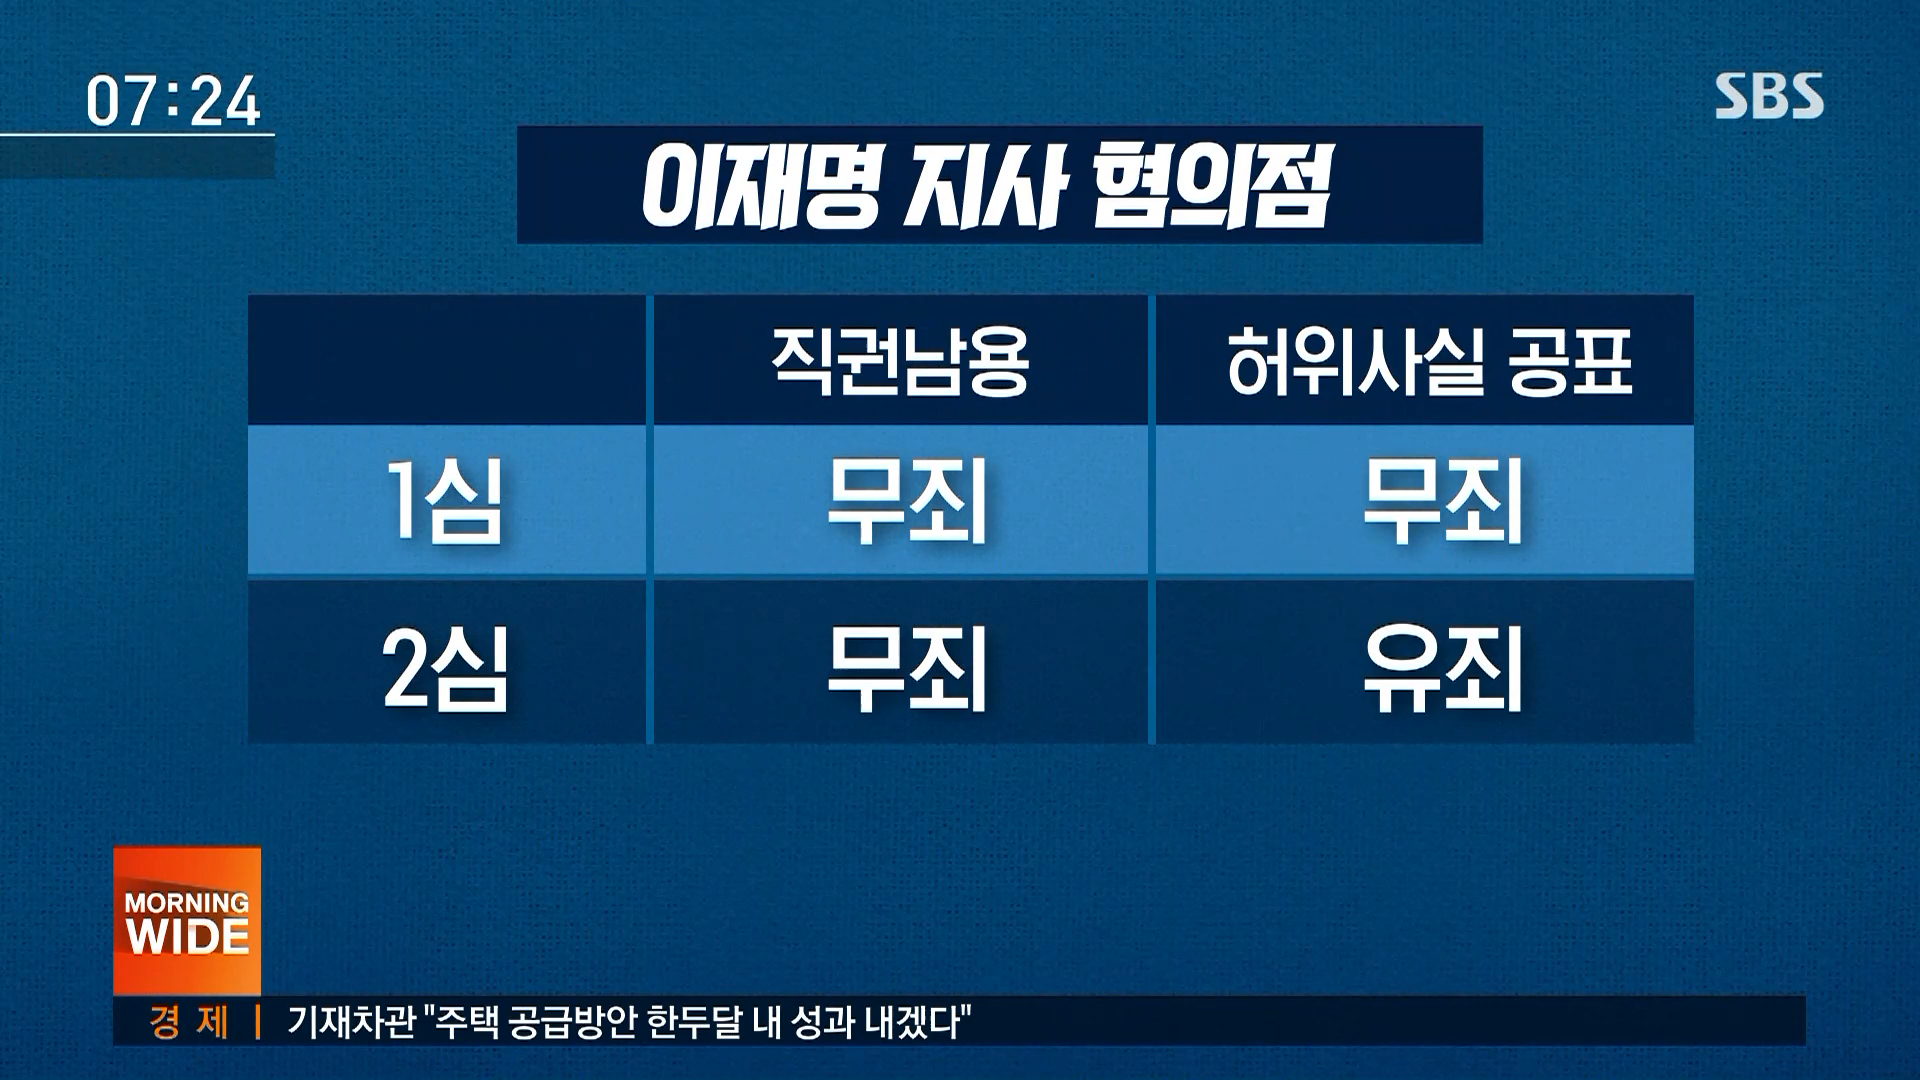 07:24
SBS
이재명 지사 혐의점
직권남용 허위사실 공표
1심 무죄 무죄
2심 무죄 유죄
MORNING
WIDE
경제 | 기재차관 "주택 공급방안 한두달 내 성과 내겠다"